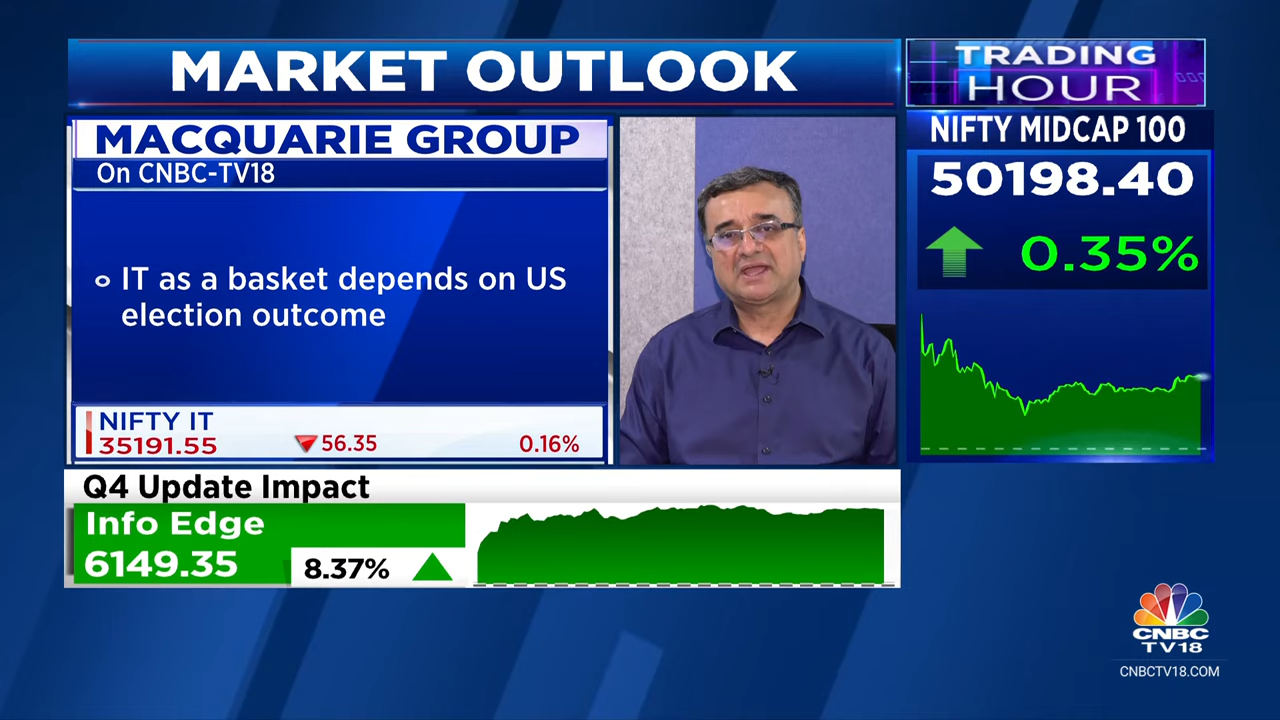 MARKET OUTLOOK
MACQUARIE GROUP
On CNBC-TV18
IT as a basket depends on US
election outcome
NIFTY IT
35191.55
56.35
0.16%
Q4 Update Impact
Info Edge
6149.35
8.37%
TRADING
HOUR
NIFTY MIDCAP 100
50198.40
0.35%
CNBC
TV18
CNBCTV18.COM